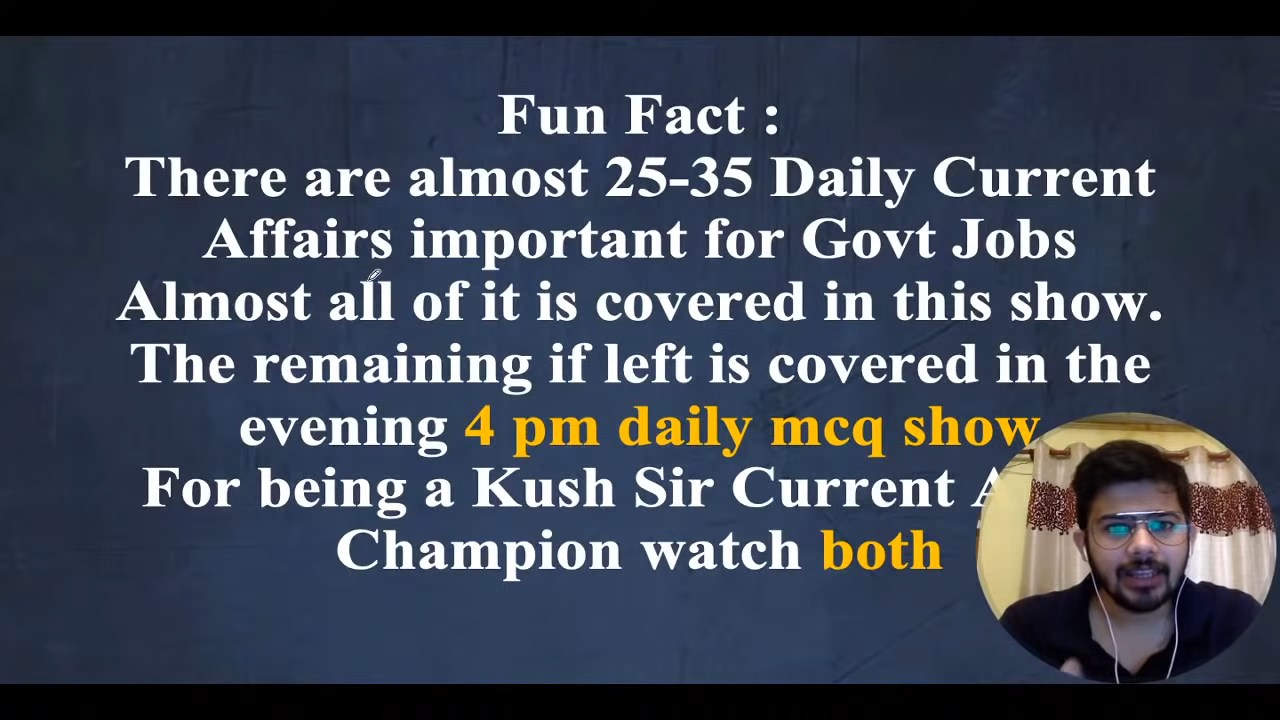 Fun Fact :
There are almost 25-35 Daily Current
Affairs important for Govt Jobs
Almost all of it is covered in this show.
The remaining if left is covered in the
evening 4 pm daily mcq show
For being a Kush Sir Current
Champion watch both